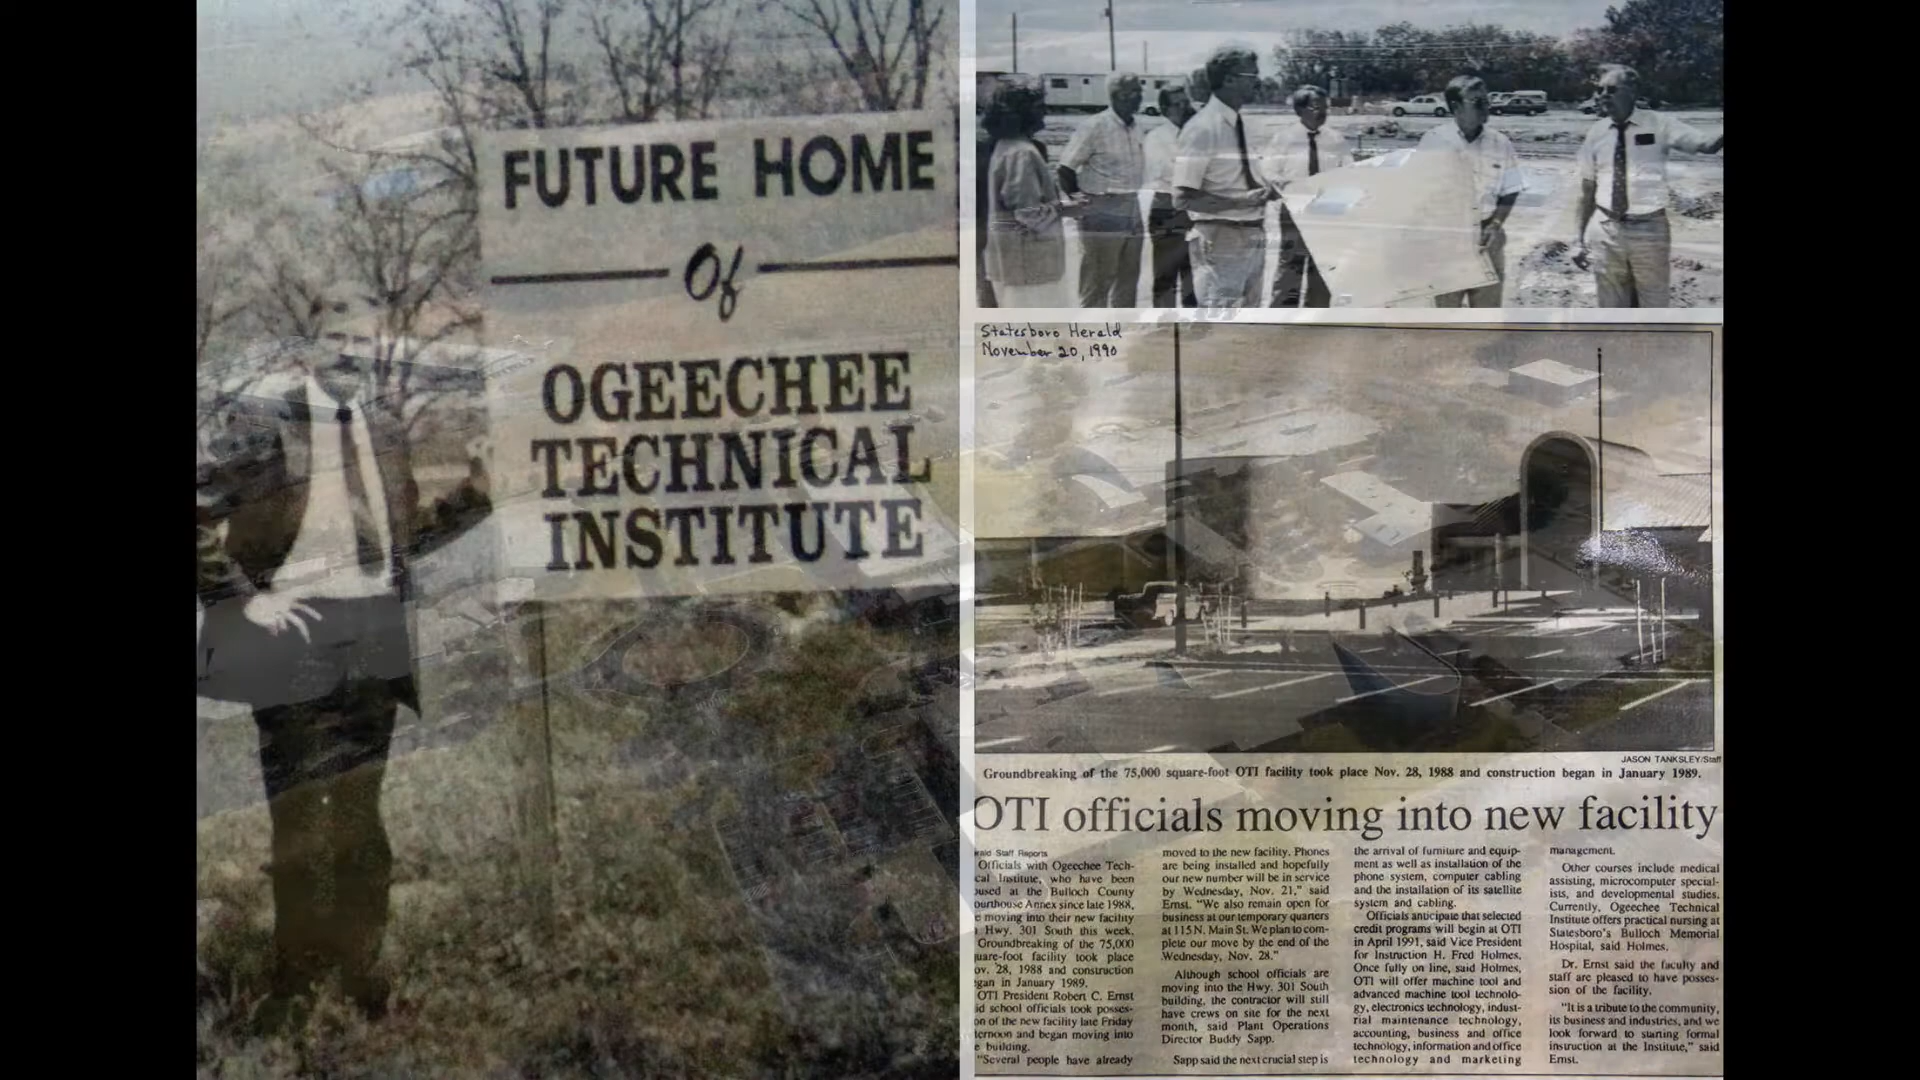 FUTURE HOME
Of
OGEECHEE
TECHNICAL
INSTITUTE
Statesboro Herald
November 20, 1990
JASON TANKSLEY/Staff
Groundbreaking of the 75,000 square-foot OTI facility took place Nov. 28, 1988 and construction began in January 1989.
OTI officials moving into new facility
Staff Reports
Officials with Ogeechee Tech-
cal Institute, who have been
used at the Bulloch County
ourthouse Annex since late 1988,
e moving into their new facility
Hwy. 301 South this week.
Groundbreaking of the 75,000
uare-foot facility took place
ov. 28, 1988 and construction
gan in January 1989.
OTI President Robert C. Ernst
id school officials took posses-
on of the new facility late Friday
ternoon and began moving into
e building.
"Several people have already
moved to the new facility. Phones
are being installed and hopefully
our new number will be in service
by Wednesday, Nov. 21," said
Ernst. "We also remain open for
business at our temporary quarters
at 115 N. Main St. We plan to com-
plete our move by the end of the
Wednesday, Nov. 28."
Although school officials are
moving into the Hwy. 301 South
building, the contractor will still
have crews on site for the next
month, said Plant Operations
Director Buddy Sapp.
Sapp said the next crucial step is
the arrival of furniture and equip-
ment as well as installation of the
phone system, computer cabling
and the installation of its satellite
system and cabling.
Officials anticipate that selected
credit programs will begin at OTI
in April 1991, said Vice President
for Instruction H. Fred Holmes.
Once fully on line, said Holmes,
OTI will offer machine tool and
advanced machine tool technolo-
gy, electronics technology, indust-
rial maintenance technology,
accounting, business and office
technology, information and office
technology and marketing
management.
Other courses include medical
assisting, microcomputer special-
ists, and developmental studies.
Currently, Ogeechee Technical
Institute offers practical nursing at
Statesboro's Bulloch Memorial
Hospital, said Holmes.
Dr. Ernst said the faculty and
staff are pleased to have posses-
sion of the facility.
"It is a tribute to the community,
its business and industries, and we
look forward to starting formal
instruction at the Institute," said
Ernst.